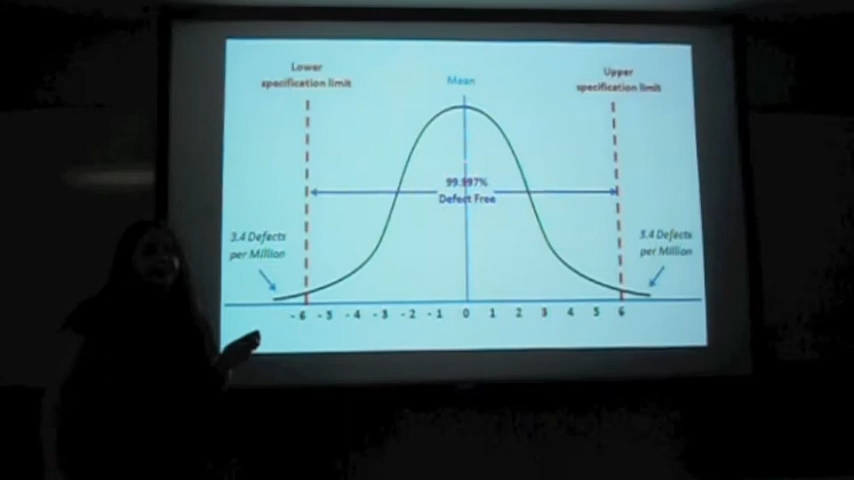 Lower
specification limit
Mean
Upper
specification limit
99.997%
Defect Free
3.4 Defects
per Million
3.4 Defects
per Million
- 6 - 5 - 4 - 3 - 2 - 1 0 1 2 3 4 5 6